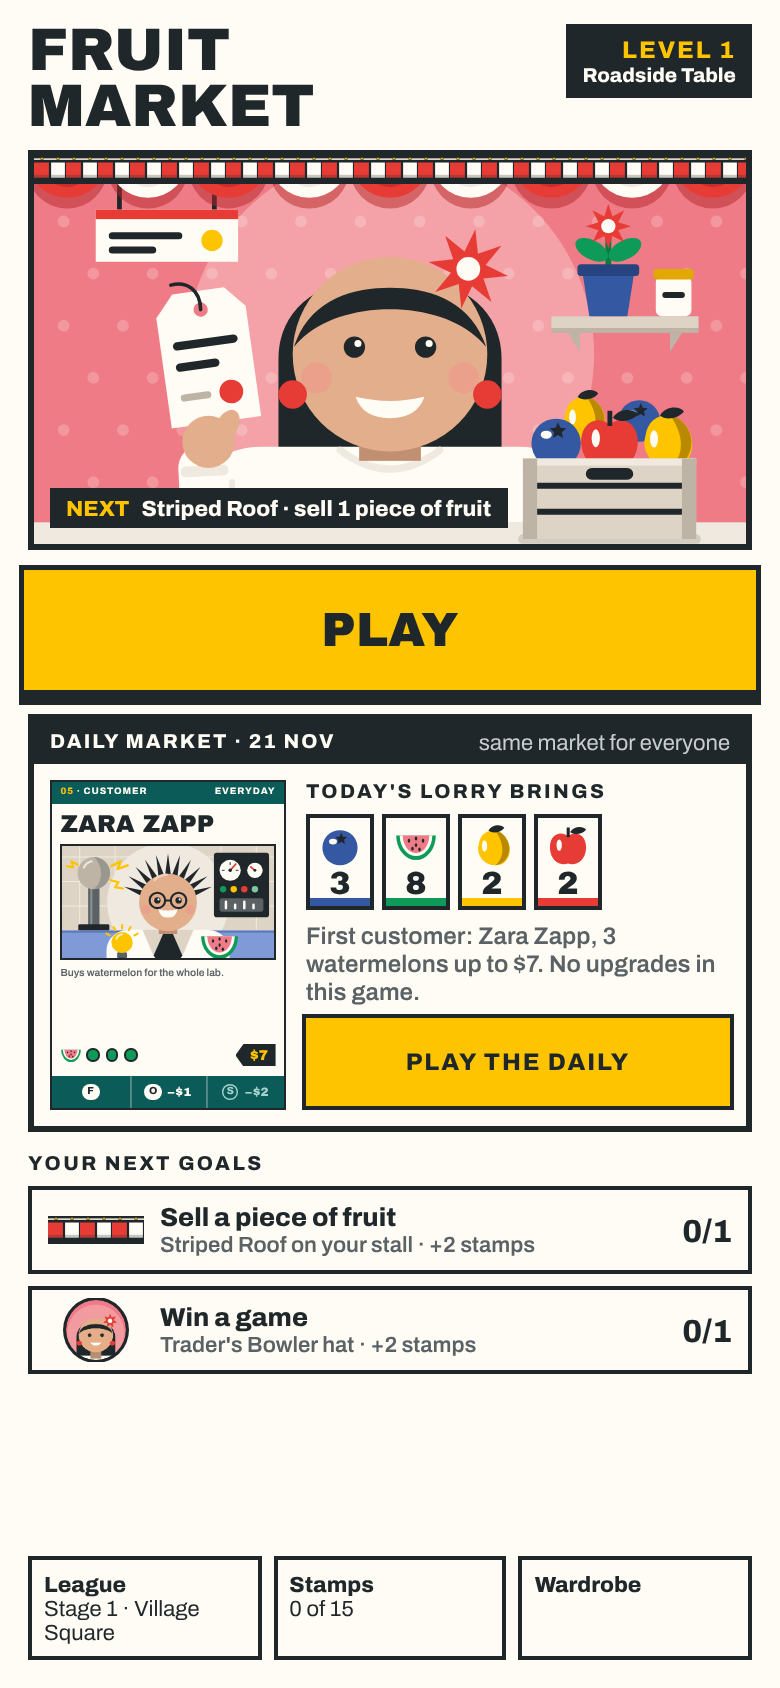 FRUIT
MARKET
LEVEL 1
Roadside Table
NEXT Striped Roof · sell 1 piece of fruit
PLAY
DAILY MARKET · 21 NOV
same market for everyone
05 · CUSTOMER EVERYDAY
ZARA ZAPP
Buys watermelon for the whole lab.
$7
F O –$1 S –$2
TODAY'S LORRY BRINGS
3 8 2 2
First customer: Zara Zapp, 3
watermelons up to $7. No upgrades in
this game.
PLAY THE DAILY
YOUR NEXT GOALS
Sell a piece of fruit
Striped Roof on your stall · +2 stamps
0/1
Win a game
Trader's Bowler hat · +2 stamps
0/1
League
Stage 1 · Village
Square
Stamps
0 of 15
Wardrobe